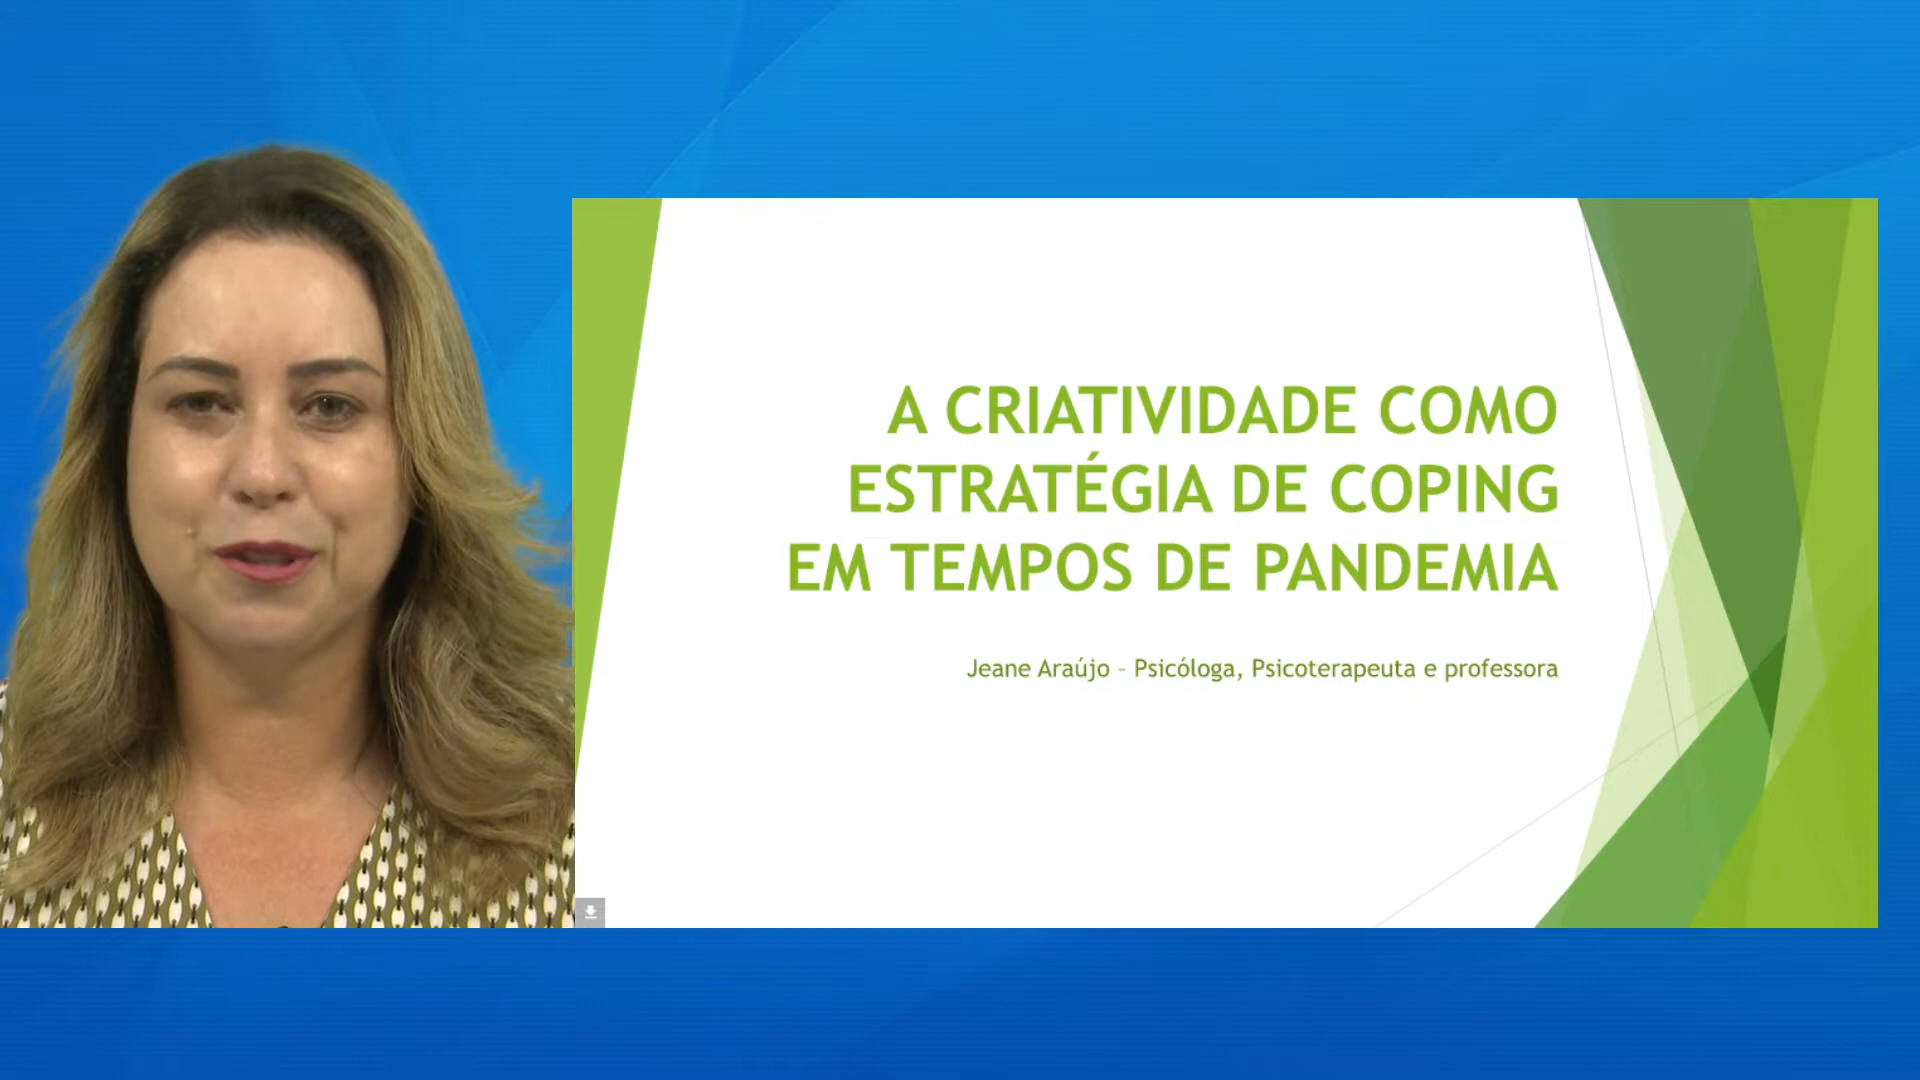 A CRIATIVIDADE COMO
ESTRATÉGIA DE COPING
EM TEMPOS DE PANDEMIA
Jeane Araújo – Psicóloga, Psicoterapeuta e professora